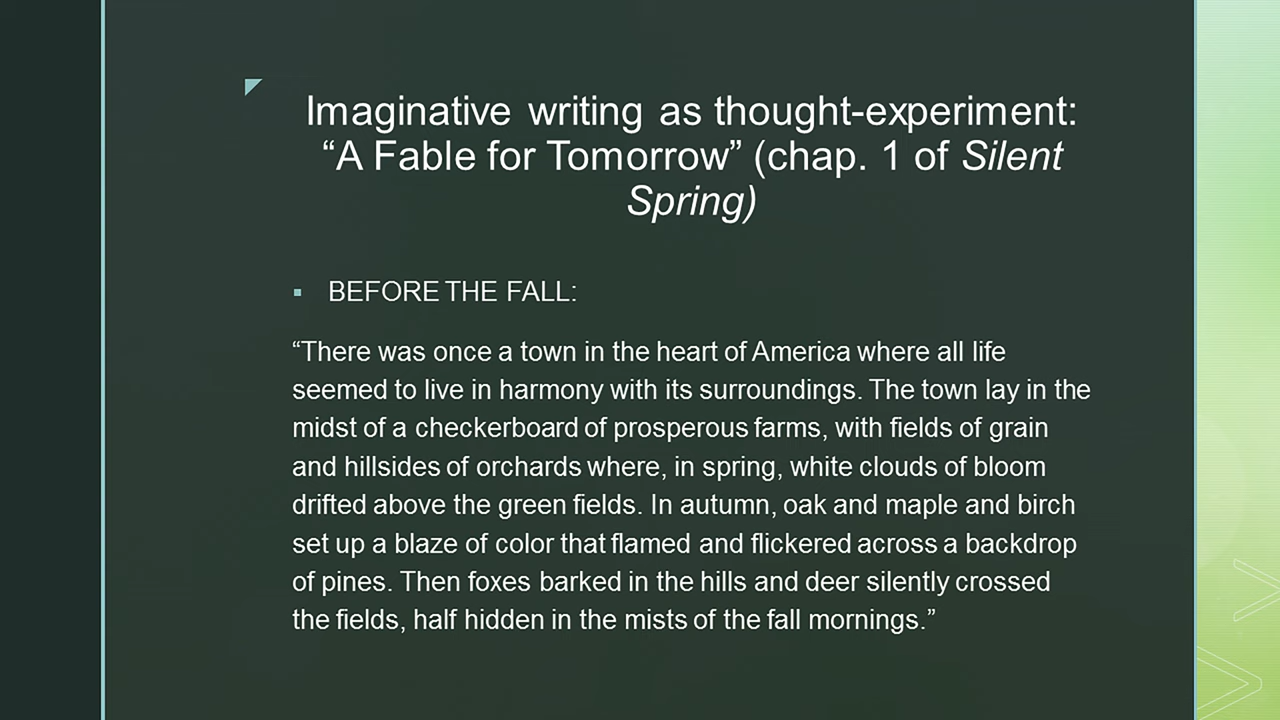 Imaginative writing as thought-experiment:
“A Fable for Tomorrow” (chap. 1 of Silent
Spring)
▪ BEFORE THE FALL:
“There was once a town in the heart of America where all life
seemed to live in harmony with its surroundings. The town lay in the
midst of a checkerboard of prosperous farms, with fields of grain
and hillsides of orchards where, in spring, white clouds of bloom
drifted above the green fields. In autumn, oak and maple and birch
set up a blaze of color that flamed and flickered across a backdrop
of pines. Then foxes barked in the hills and deer silently crossed
the fields, half hidden in the mists of the fall mornings.”